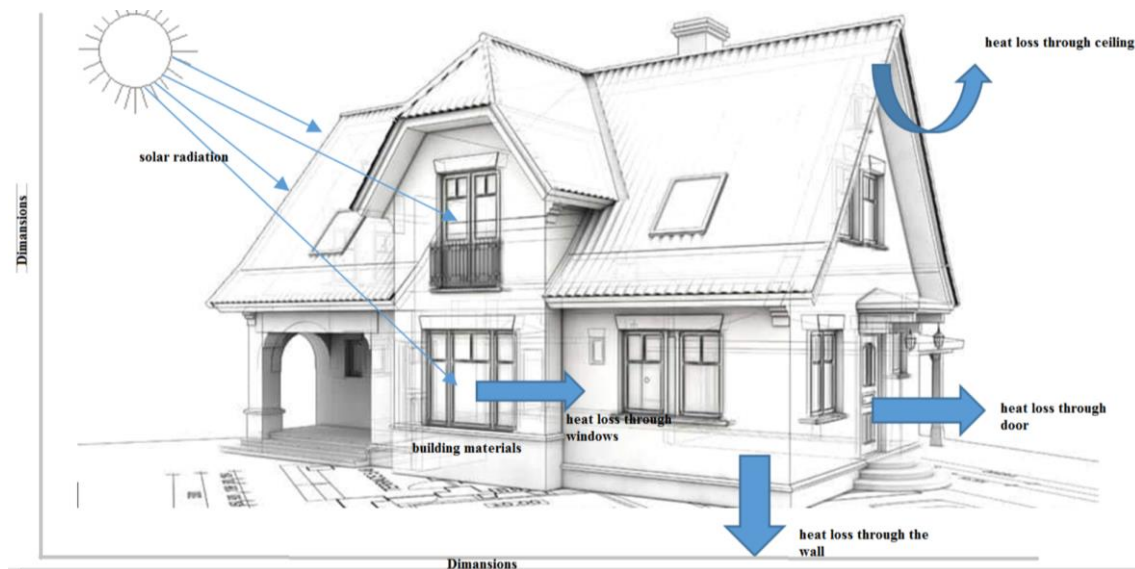 heat loss through ceiling
solar radiation
Dimansions
heat loss through
windows
heat loss through
door
building materials
heat loss through the
wall
Dimansions